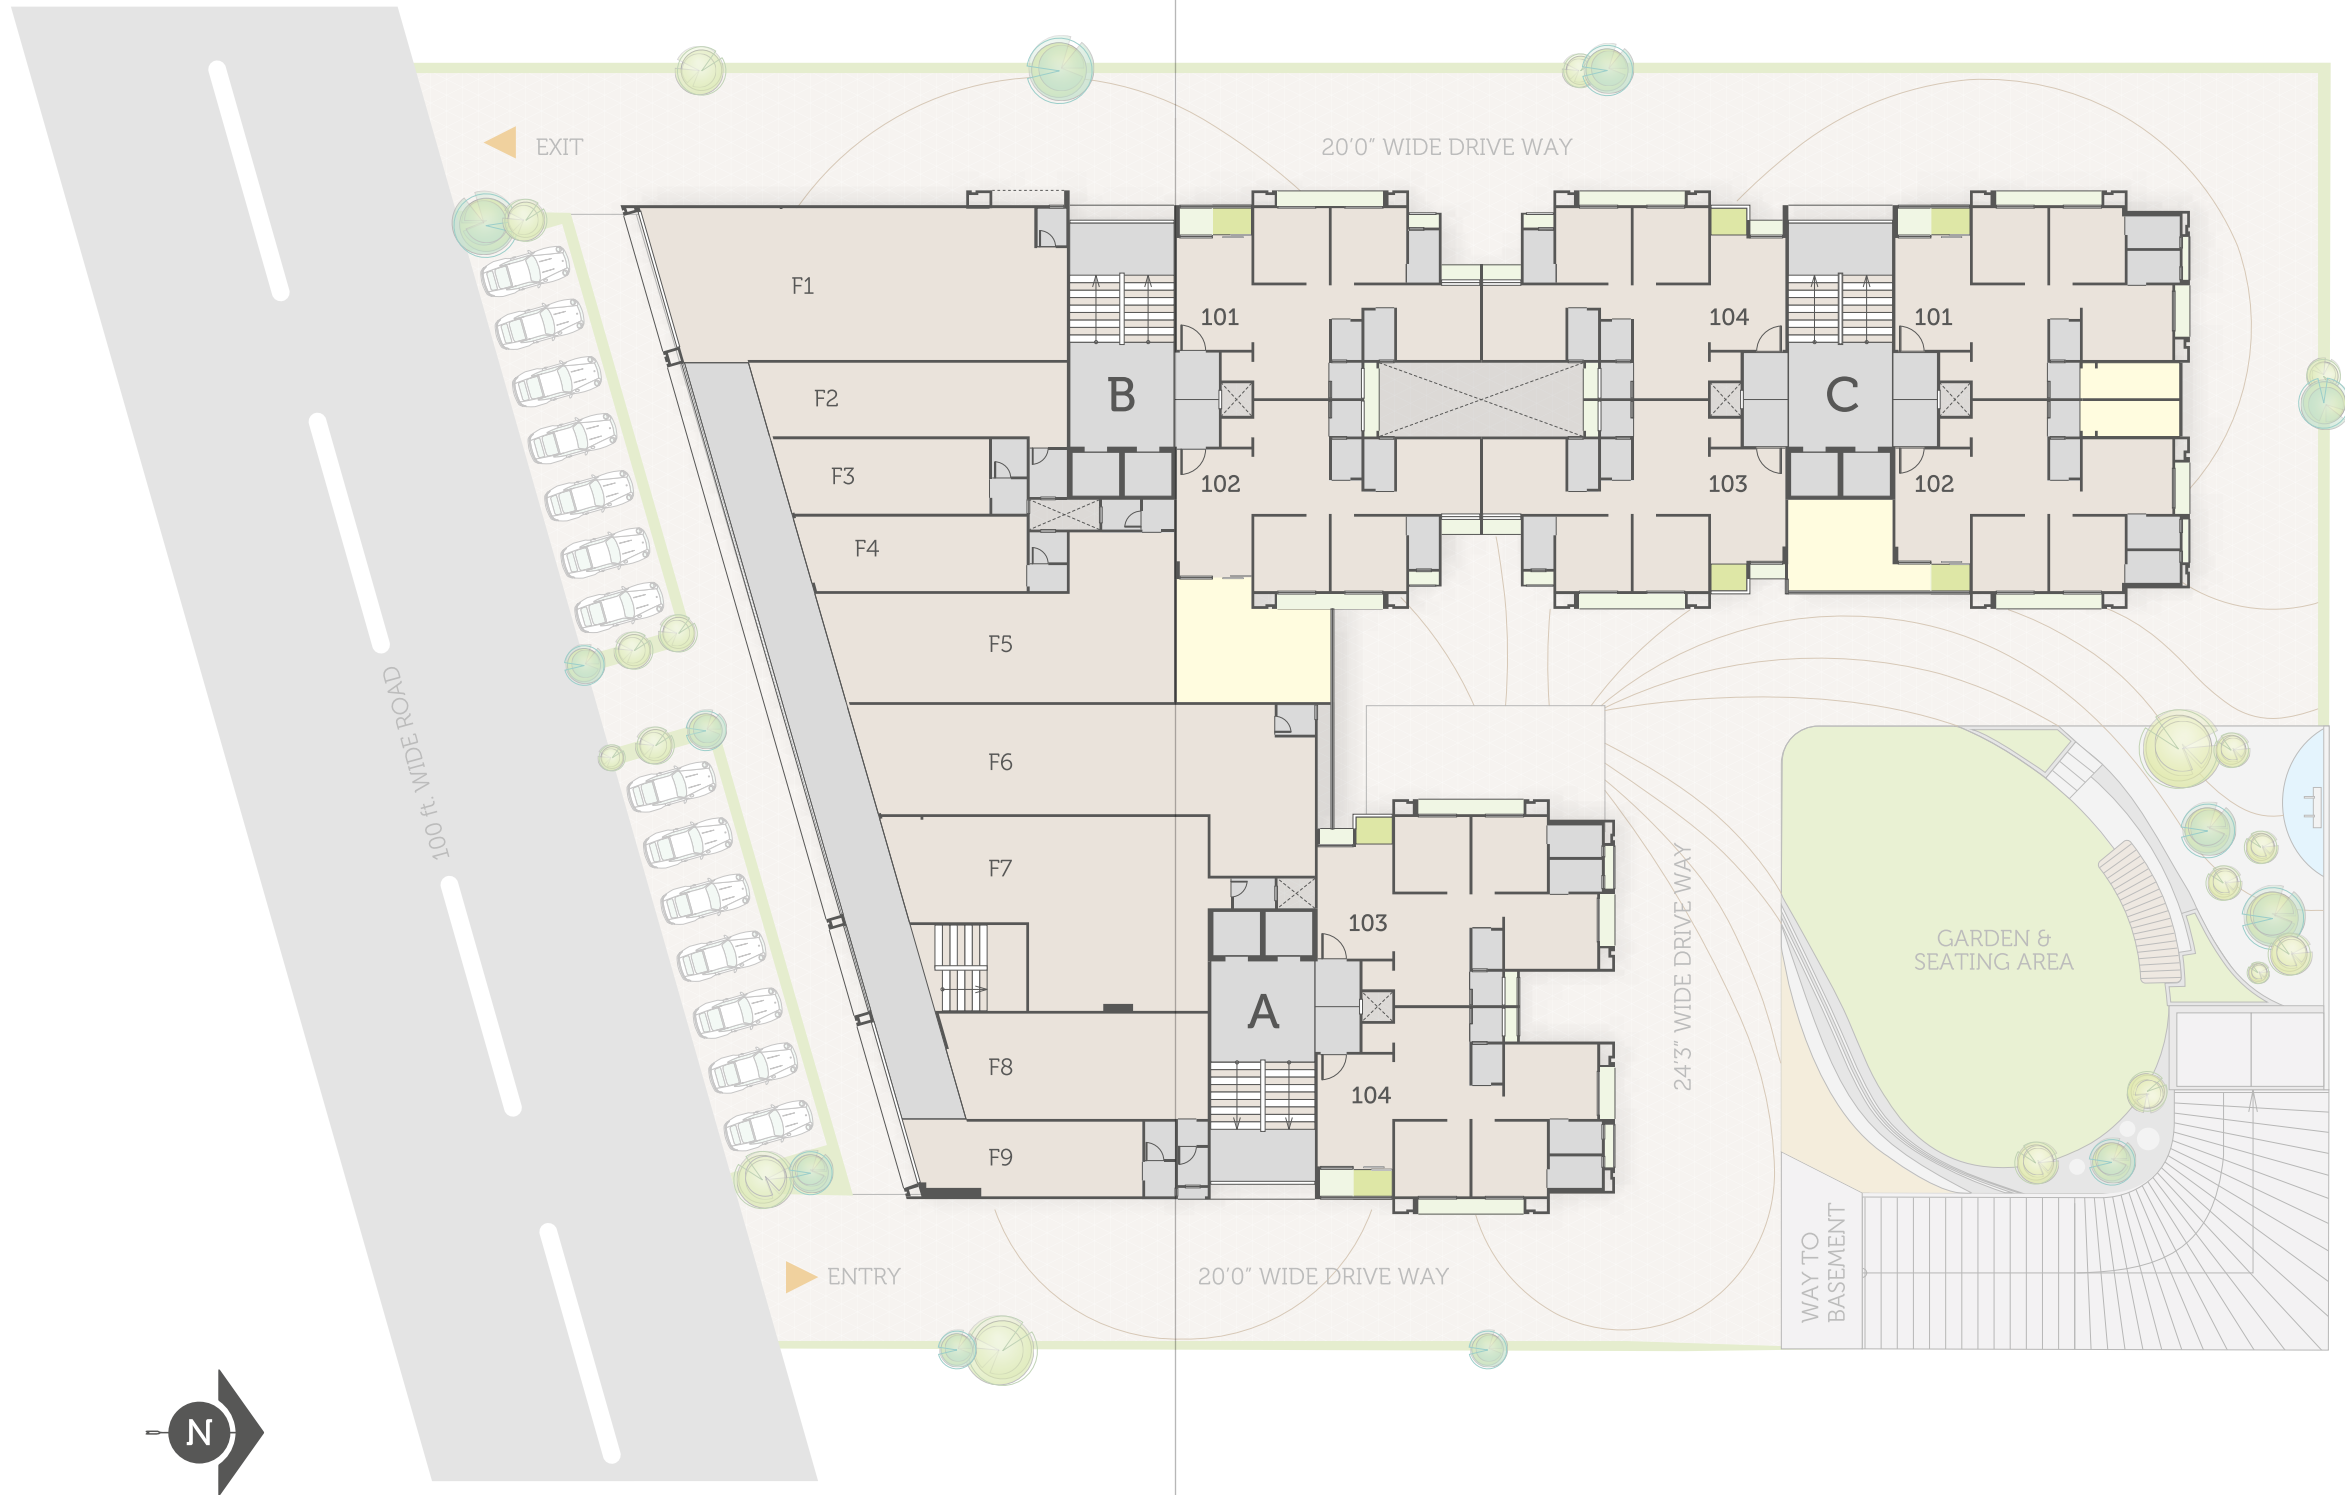 EXIT
20'0" WIDE DRIVE WAY
F1
101
104
101
F2
B
C
F3
102
103
102
F4
F5
100 ft. WIDE ROAD
F6
F7
103
24'3" WIDE DRIVE WAY
GARDEN &
SEATING AREA
A
F8
104
F9
ENTRY
20'0" WIDE DRIVE WAY
WAY TO
BASEMENT
N